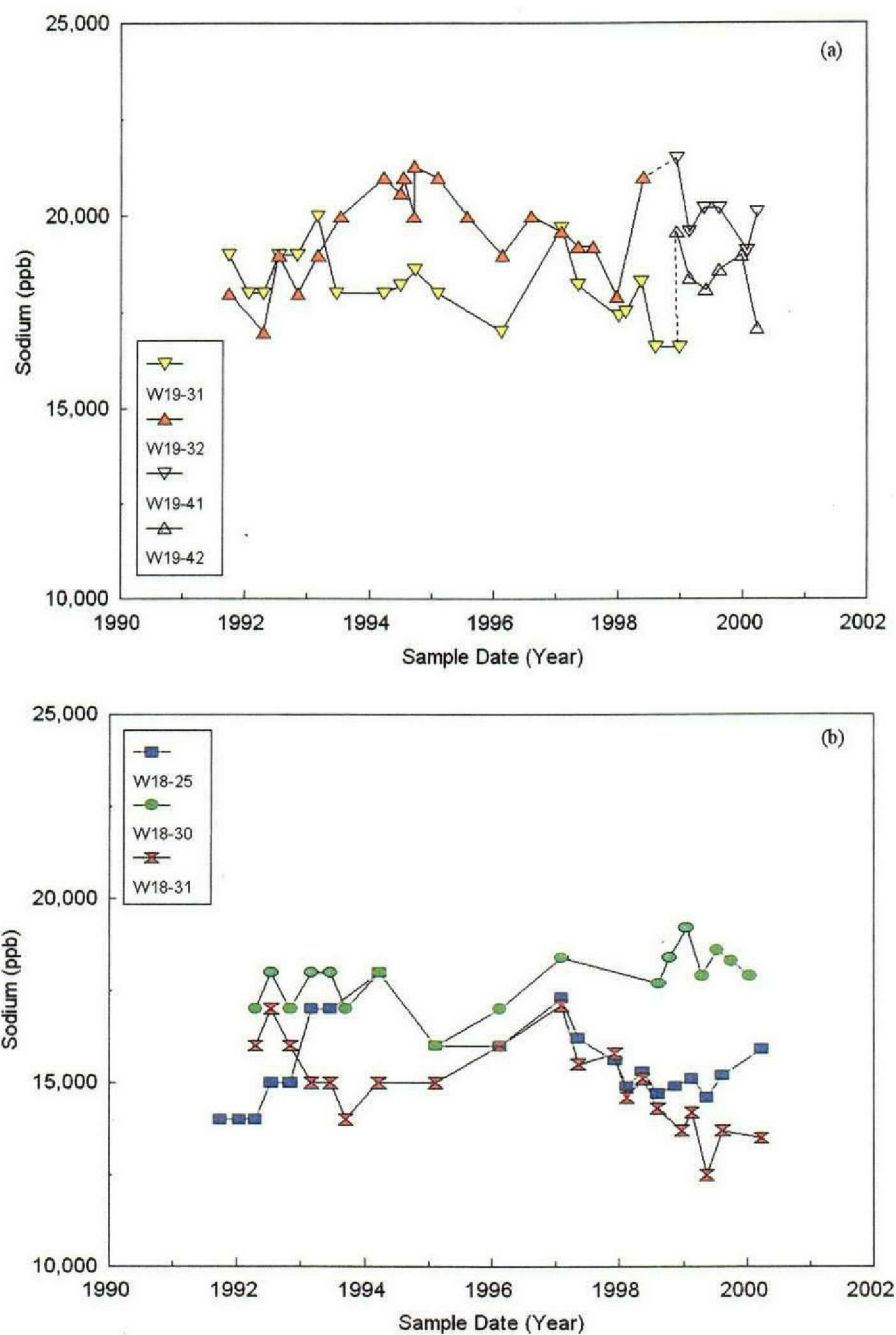 25,000
(a)
20,000
Sodium (ppb)
15,000
W19-31
W19-32
W19-41
W19-42
10,000
1990 1992 1994 1996 1998 2000 2002
Sample Date (Year)
25,000
(b)
W18-25
W18-30
W18-31
20,000
Sodium (ppb)
15,000
10,000
1990 1992 1994 1996 1998 2000 2002
Sample Date (Year)